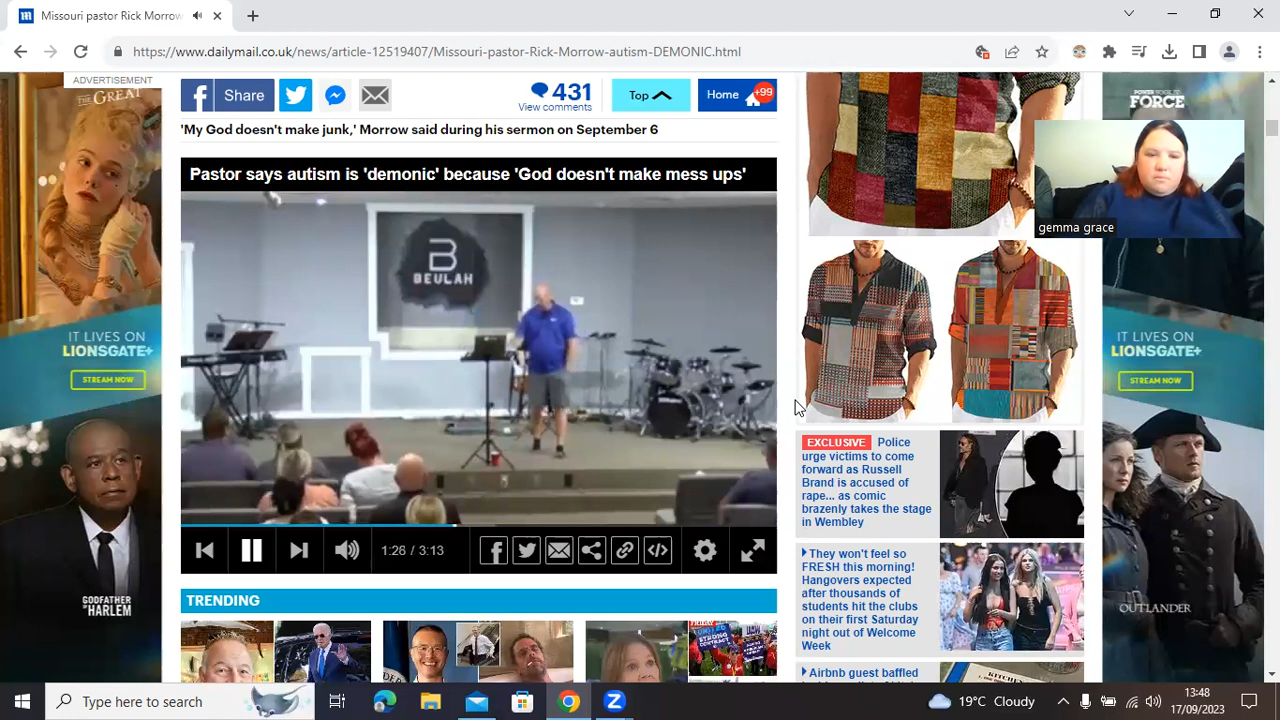 Missouri pastor Rick Morrow
https://www.dailymail.co.uk/news/article-12519407/Missouri-pastor-Rick-Morrow-autism-DEMONIC.html
ADVERTISEMENT
THE GREAT
IT LIVES ON
LIONSGATE+
STREAM NOW
GODFATHER
OF HARLEM
Share
431
View comments
Top
Home
+99
'My God doesn't make junk,' Morrow said during his sermon on September 6
Pastor says autism is 'demonic' because 'God doesn't make mess ups'
B
BEULAH
1:26 / 3:13
TRENDING
UNITED
STRONG
CONTRACT
gemma grace
EXCLUSIVE Police
urge victims to come
forward as Russell
Brand is accused of
rape... as comic
brazenly takes the stage
in Wembley
They won't feel so
FRESH this morning!
Hangovers expected
after thousands of
students hit the clubs
on their first Saturday
night out of Welcome
Week
Airbnb guest baffled
KITCHEN
FORCE
IT LIVES ON
LIONSGATE+
STREAM NOW
OUTLANDER
Type here to search
19°C Cloudy
13:48
17/09/2023